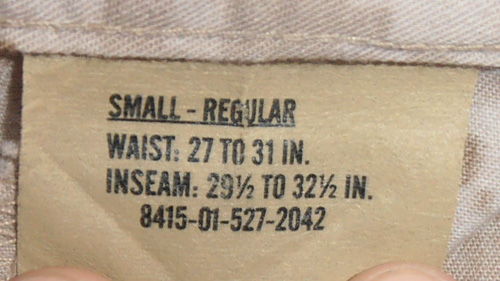 SMALL - REGULAR
WAIST: 27 TO 31 IN.
INSEAM: 29½ TO 32½ IN.
8415-01-527-2042